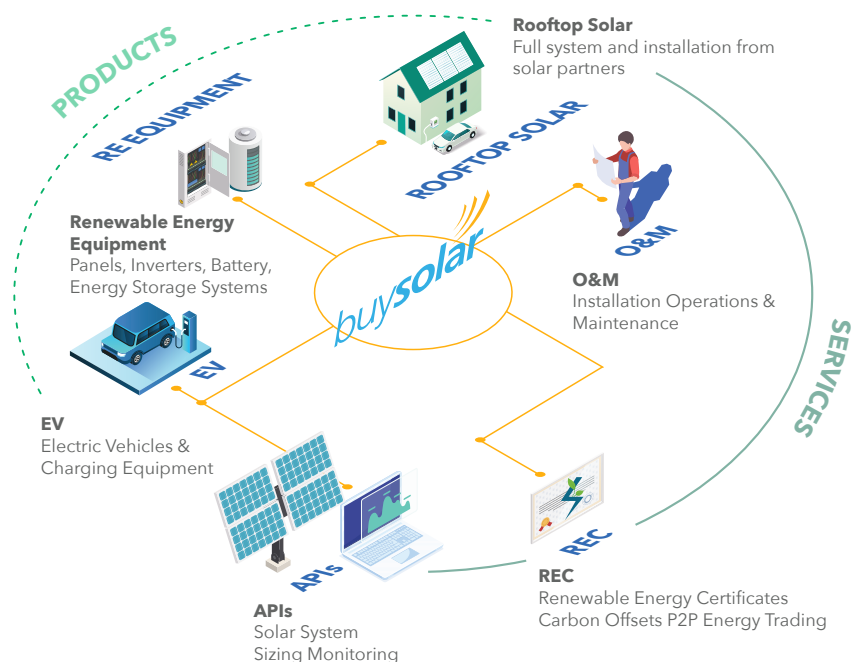 PRODUCTS
RE EQUIPMENT
Rooftop Solar
Full system and installation from
solar partners
ROOFTOP SOLAR
Renewable Energy
Equipment
Panels, Inverters, Battery,
Energy Storage Systems
buysolar
O&M
O&M
Installation Operations &
Maintenance
SERVICES
EV
EV
Electric Vehicles &
Charging Equipment
APIs
APIs
Solar System
Sizing Monitoring
REC
REC
Renewable Energy Certificates
Carbon Offsets P2P Energy Trading